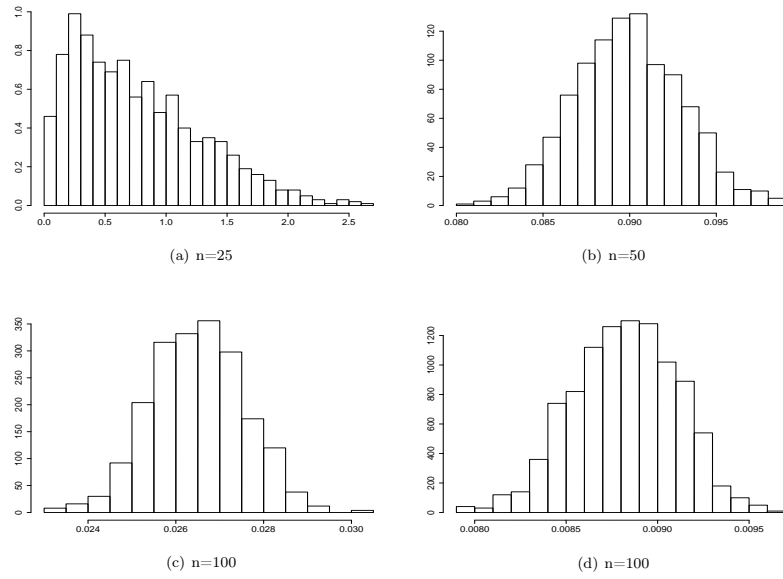 0.0 0.2 0.4 0.6 0.8 1.0
0.0 0.5 1.0 1.5 2.0 2.5
(a) n=25
0 20 40 60 80 100 120
0.080 0.085 0.090 0.095
(b) n=50
0 50 100 150 200 250 300 350
0.024 0.026 0.028 0.030
(c) n=100
0 200 400 600 800 1000 1200
0.0080 0.0085 0.0090 0.0095
(d) n=100